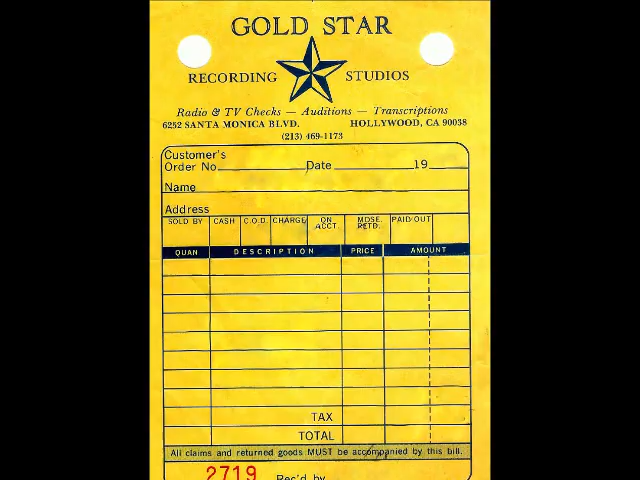 GOLD STAR
RECORDING STUDIOS
Radio & TV Checks — Auditions — Transcriptions
6252 SANTA MONICA BLVD. HOLLYWOOD, CA 90038
(213) 469-1173
Customer's
Order No. Date 19
Name
Address
SOLD BY CASH C.O.D. CHARGE ON ACCT. MDSE. RETD. PAID OUT
QUAN DESCRIPTION PRICE AMOUNT
TAX
TOTAL
All claims and returned goods MUST be accompanied by this bill.
2719 Rec'd by